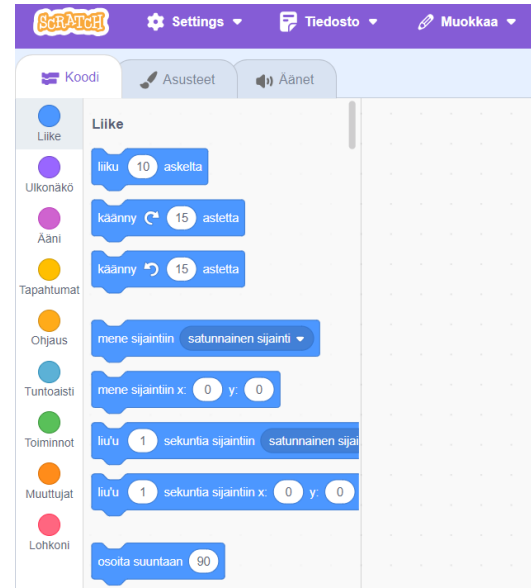 SCRATCH Settings Tiedosto Muokkaa
Koodi Asusteet Äänet
Liike
Ulkonäkö
Ääni
Tapahtumat
Ohjaus
Tuntoaisti
Toiminnot
Muuttujat
Lohkoni
Liike
liiku 10 askelta
käänny 15 astetta
käänny 15 astetta
mene sijaintiin satunnainen sijainti
mene sijaintiin x: 0 y: 0
liu'u 1 sekuntia sijaintiin satunnainen sijai
liu'u 1 sekuntia sijaintiin x: 0 y: 0
osoita suuntaan 90